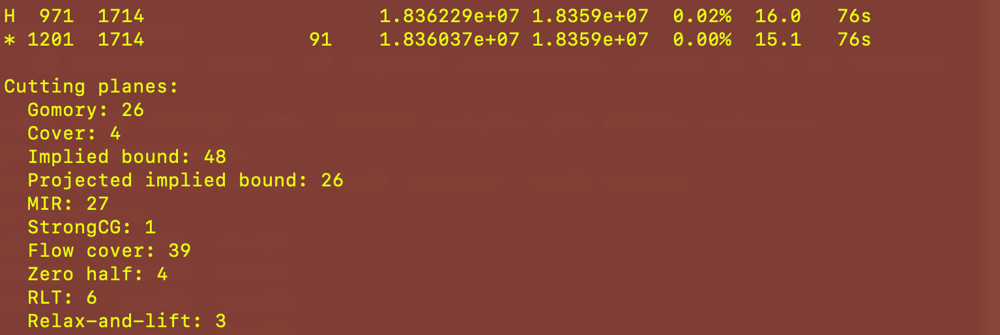 H  971  1714                    1.836229e+07 1.8359e+07  0.02%  16.0   76s
* 1201  1714              91    1.836037e+07 1.8359e+07  0.00%  15.1   76s
Cutting planes:
  Gomory: 26
  Cover: 4
  Implied bound: 48
  Projected implied bound: 26
  MIR: 27
  StrongCG: 1
  Flow cover: 39
  Zero half: 4
  RLT: 6
  Relax-and-lift: 3